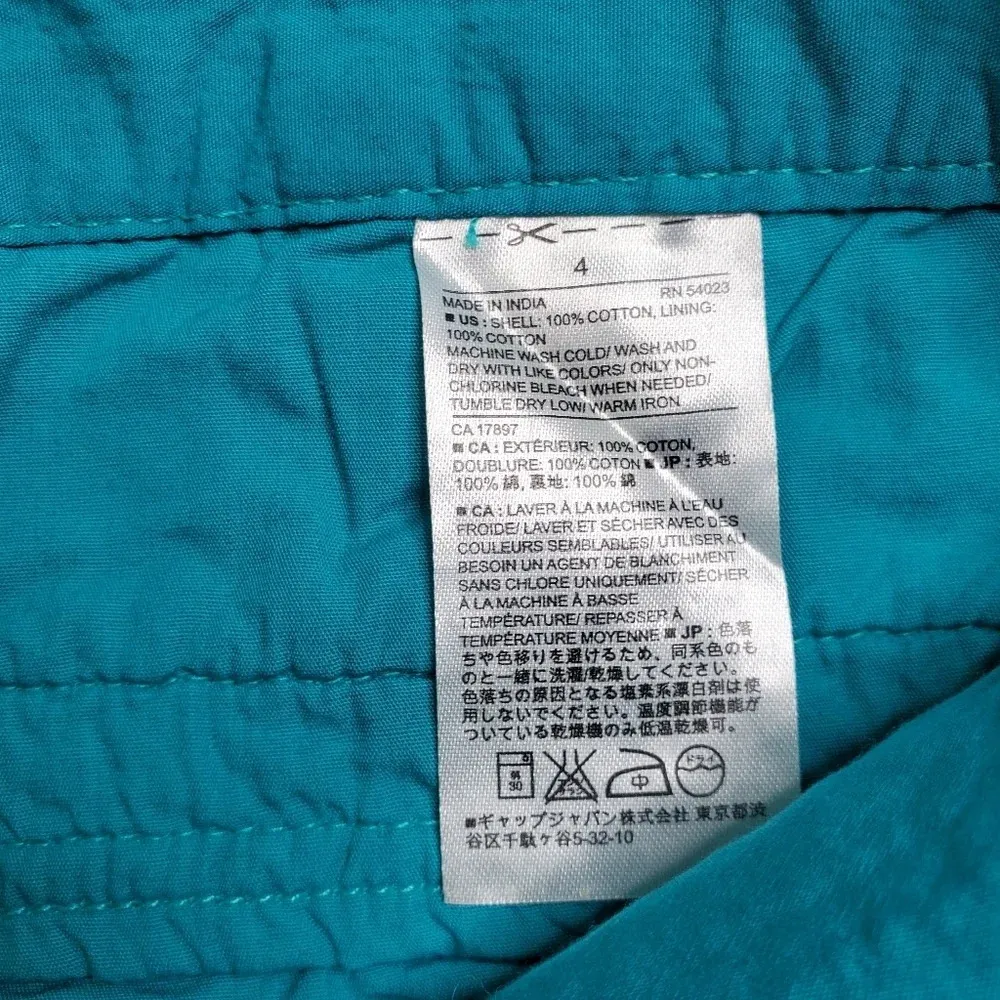 4
MADE IN INDIA RN 54023
US : SHELL: 100% COTTON, LINING:
100% COTTON
MACHINE WASH COLD/ WASH AND
DRY WITH LIKE COLORS/ ONLY NON-
CHLORINE BLEACH WHEN NEEDED/
TUMBLE DRY LOW/ WARM IRON
CA 17897
CA : EXTÉRIEUR: 100% COTON,
DOUBLURE: 100% COTON ■ JP : 表地:
100% 綿, 裏地: 100% 綿
■ CA : LAVER À LA MACHINE À L'EAU
FROIDE/ LAVER ET SÉCHER AVEC DES
COULEURS SEMBLABLES/ UTILISER AU
BESOIN UN AGENT DE BLANCHIMENT
SANS CHLORE UNIQUEMENT/ SÉCHER
À LA MACHINE À BASSE
TEMPÉRATURE/ REPASSER À
TEMPÉRATURE MOYENNE ■ JP : 色落
ちや色移りを避けるため、同系色のも
のと一緒に洗濯/乾燥してください。
色落ちの原因となる塩素系漂白剤は使
用しないでください。温度調節機能が
ついている乾燥機のみ低温乾燥可。
弱 30 中 ドライ
■ギャップジャパン株式会社 東京都渋
谷区千駄ヶ谷5-32-10